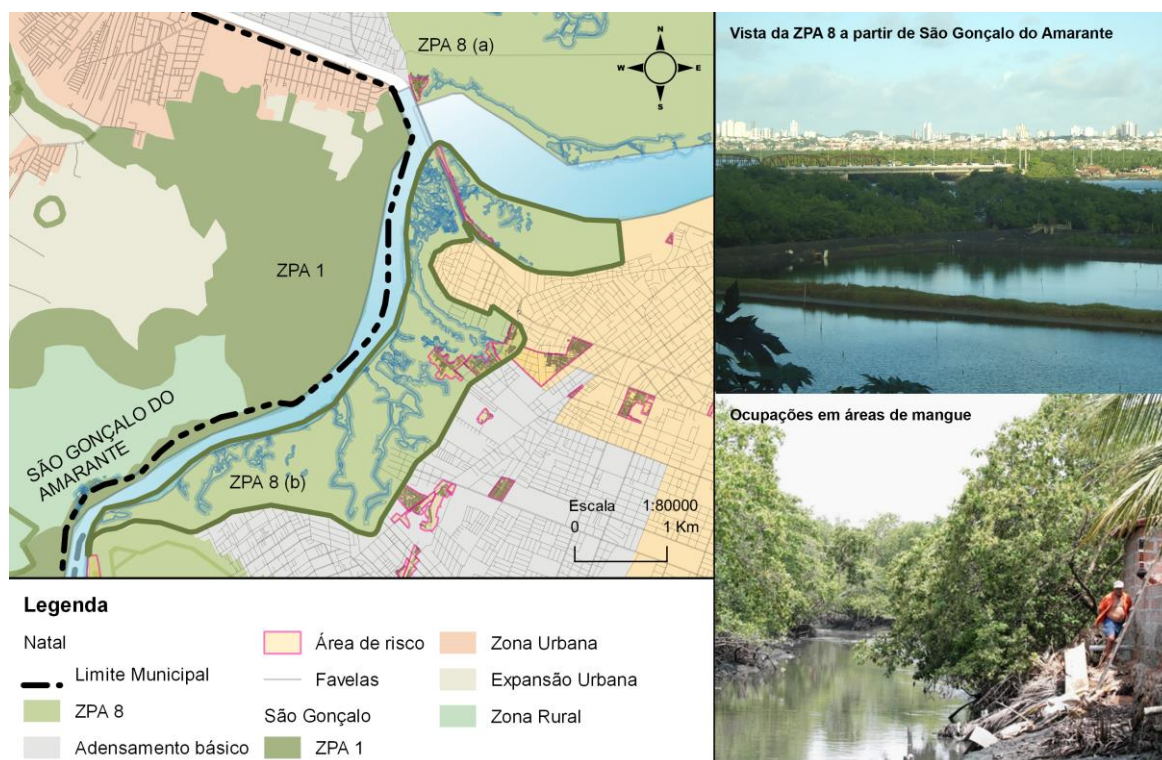 ZPA 8 (a)
N
W
E
S
ZPA 1
SÃO GONÇALO DO
AMARANTE
ZPA 8 (b)
Escala 1:80000
0 1 Km
Vista da ZPA 8 a partir de São Gonçalo do Amarante
Ocupações em áreas de mangue
Legenda
Natal
Limite Municipal
ZPA 8
Adensamento básico
Área de risco
Favelas
São Gonçalo
ZPA 1
Zona Urbana
Expansão Urbana
Zona Rural